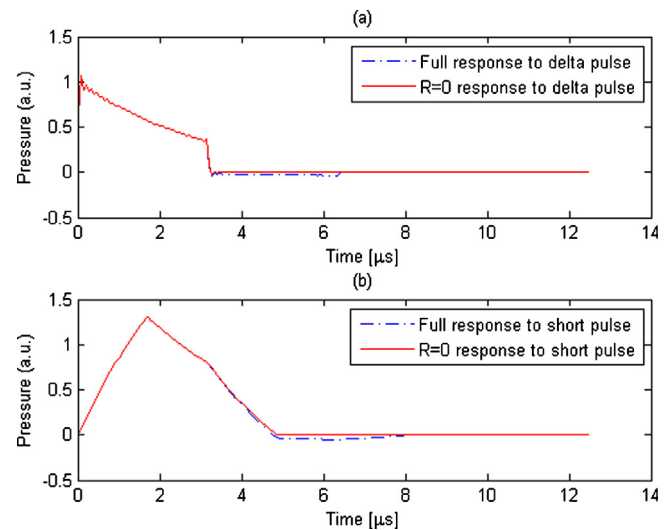 (a)
Pressure (a.u.)
1.5
1
0.5
0
-0.5
Full response to delta pulse
R=0 response to delta pulse
0 2 4 6 8 10 12 14
Time [µs]
(b)
Pressure (a.u.)
1.5
1
0.5
0
-0.5
Full response to short pulse
R=0 response to short pulse
0 2 4 6 8 10 12 14
Time [µs]